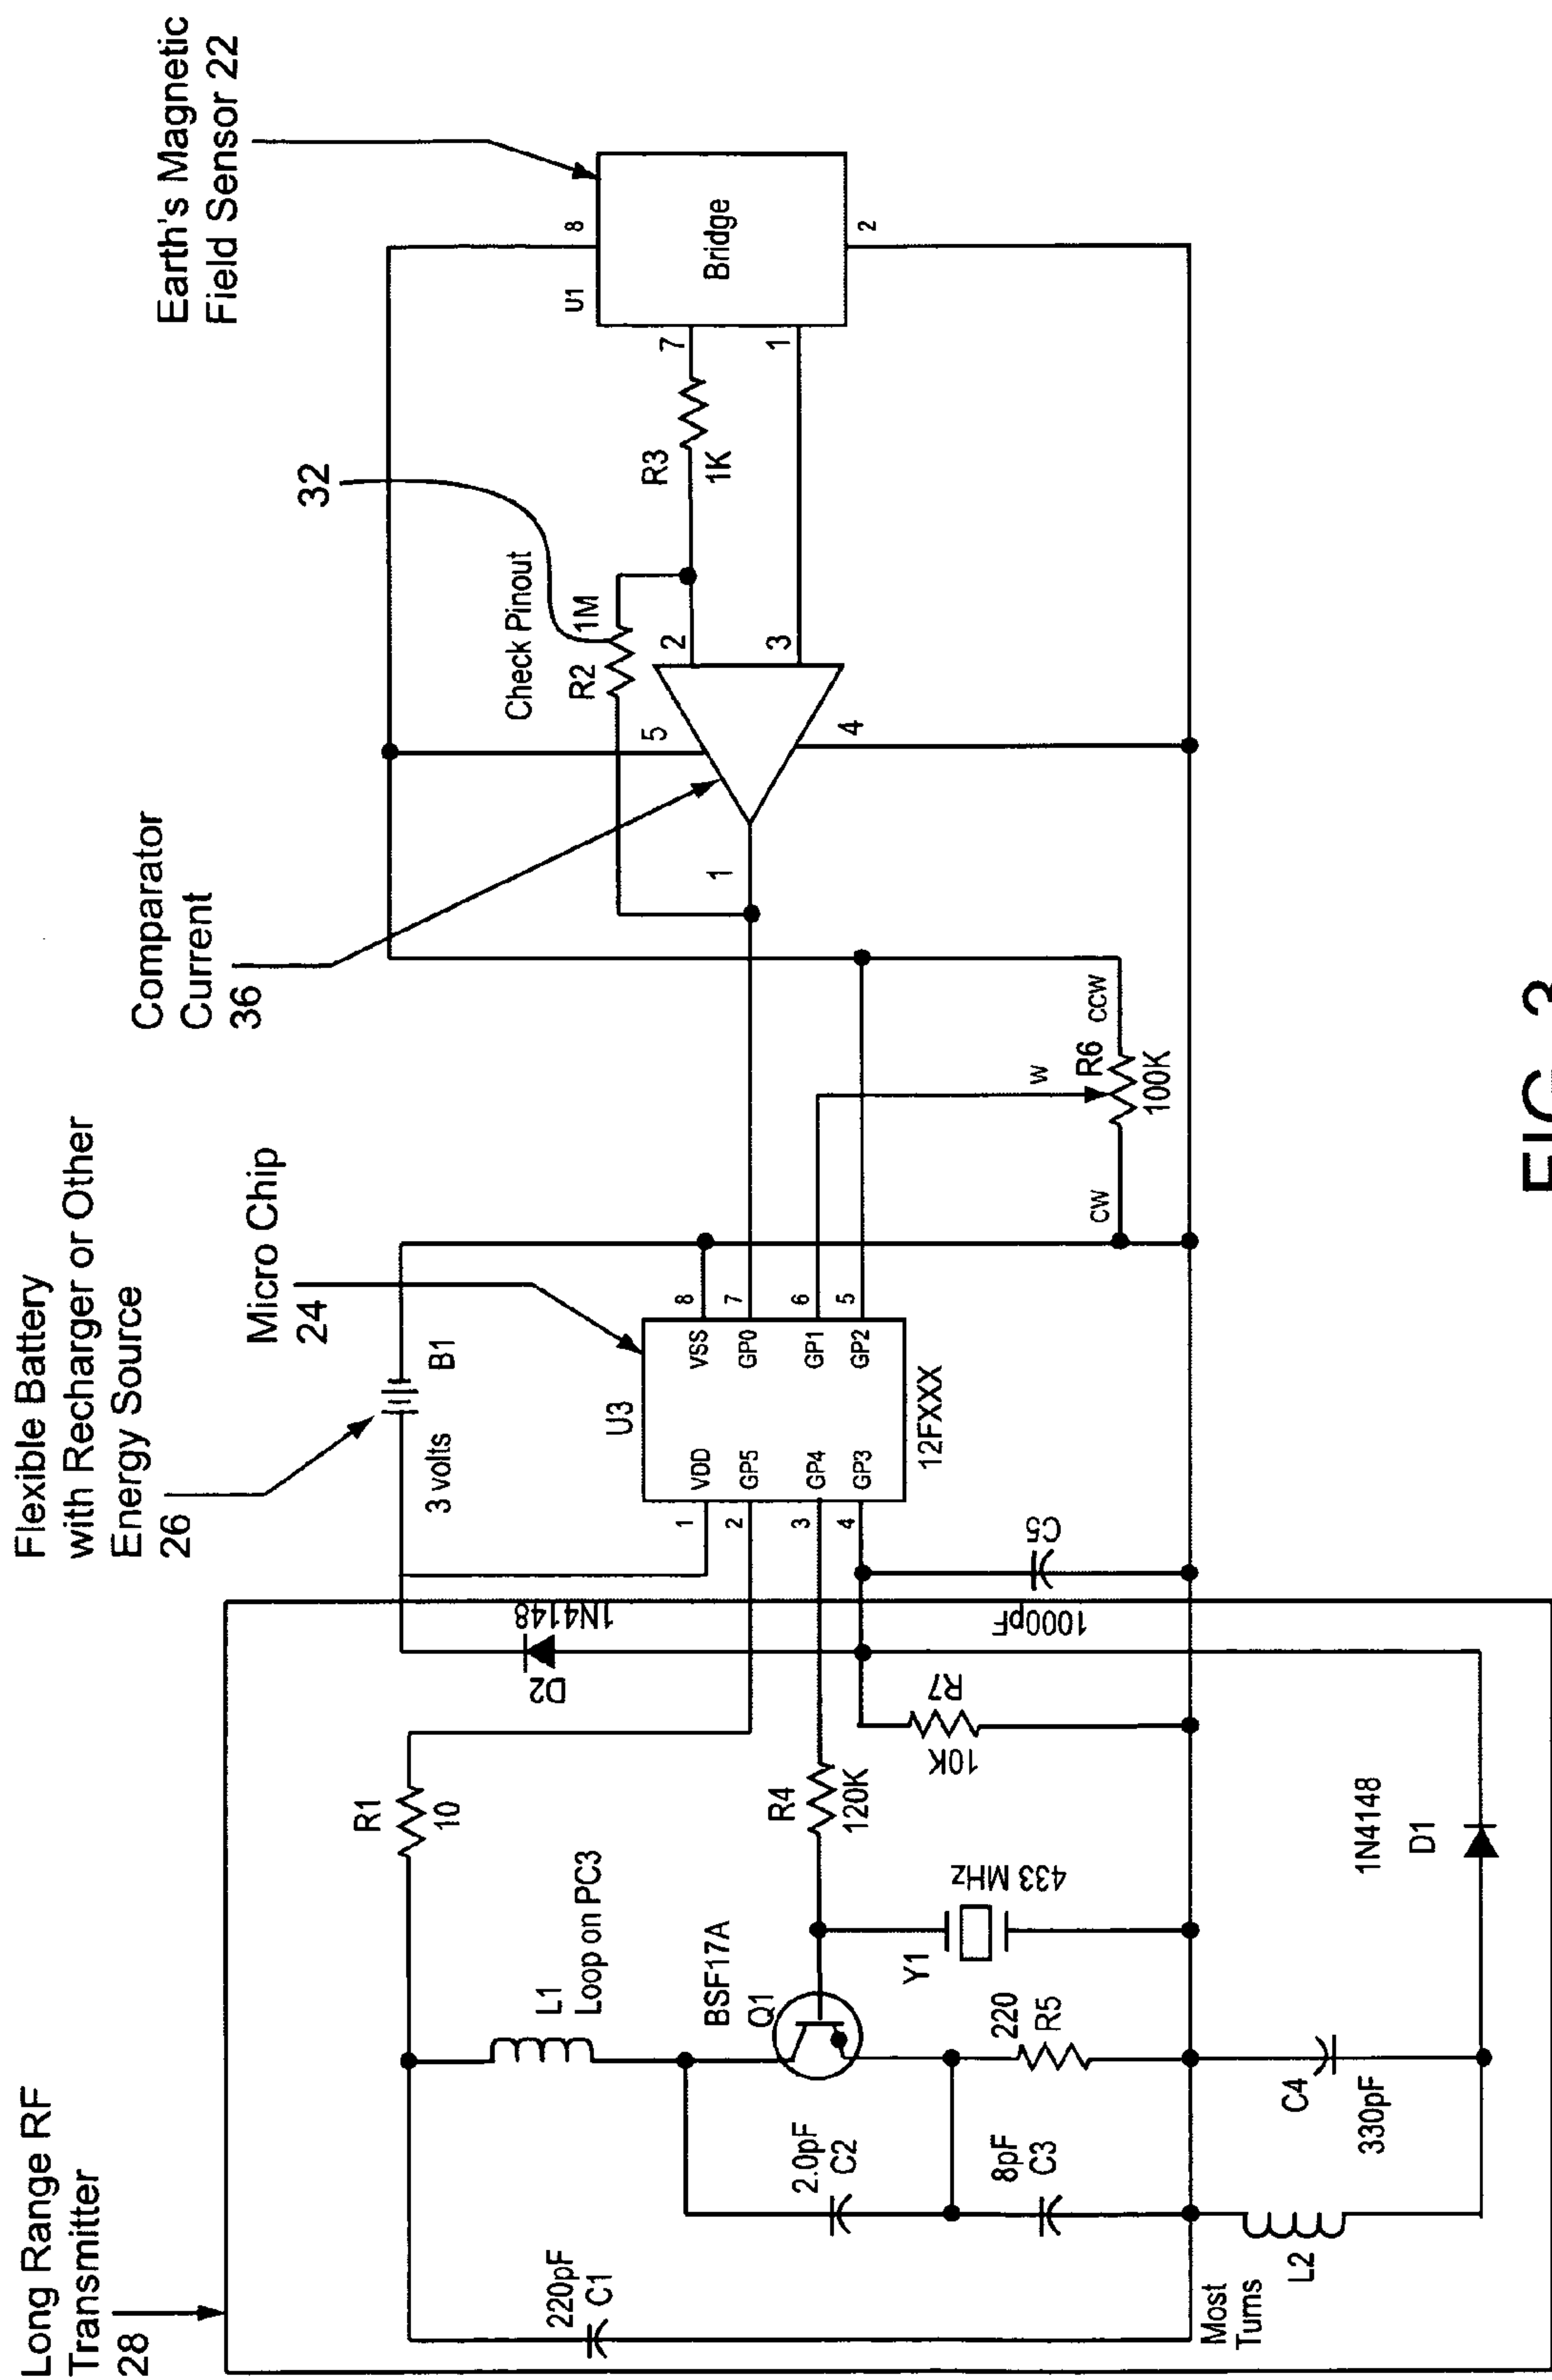 Long Range RF
Transmitter
28
Flexible Battery
with Recharger or Other
Energy Source
26
Micro Chip
24
Comparator
Current
36
Earth's Magnetic
Field Sensor 22
32
220pF
C1
R1
10
L1
Loop on PC3
2.0pF
C2
8pF
C3
BSF17A
Q1
220
R5
Y1
433 MHz
R4
120K
R7
10K
D2
1N4148
1000pF
C5
Most
Turns
L2
C4
330pF
1N4148
D1
3 volts
B1
U3
1
VDD
2
GP5
3
GP4
4
GP3
VSS
8
GP0
7
GP1
6
GP2
5
12FXXX
CW
W
R6
CCW
100K
1
5
4
2
3
R2
1M
Check Pinout
R3
1K
7
1
U1
8
Bridge
2
FIG. 3